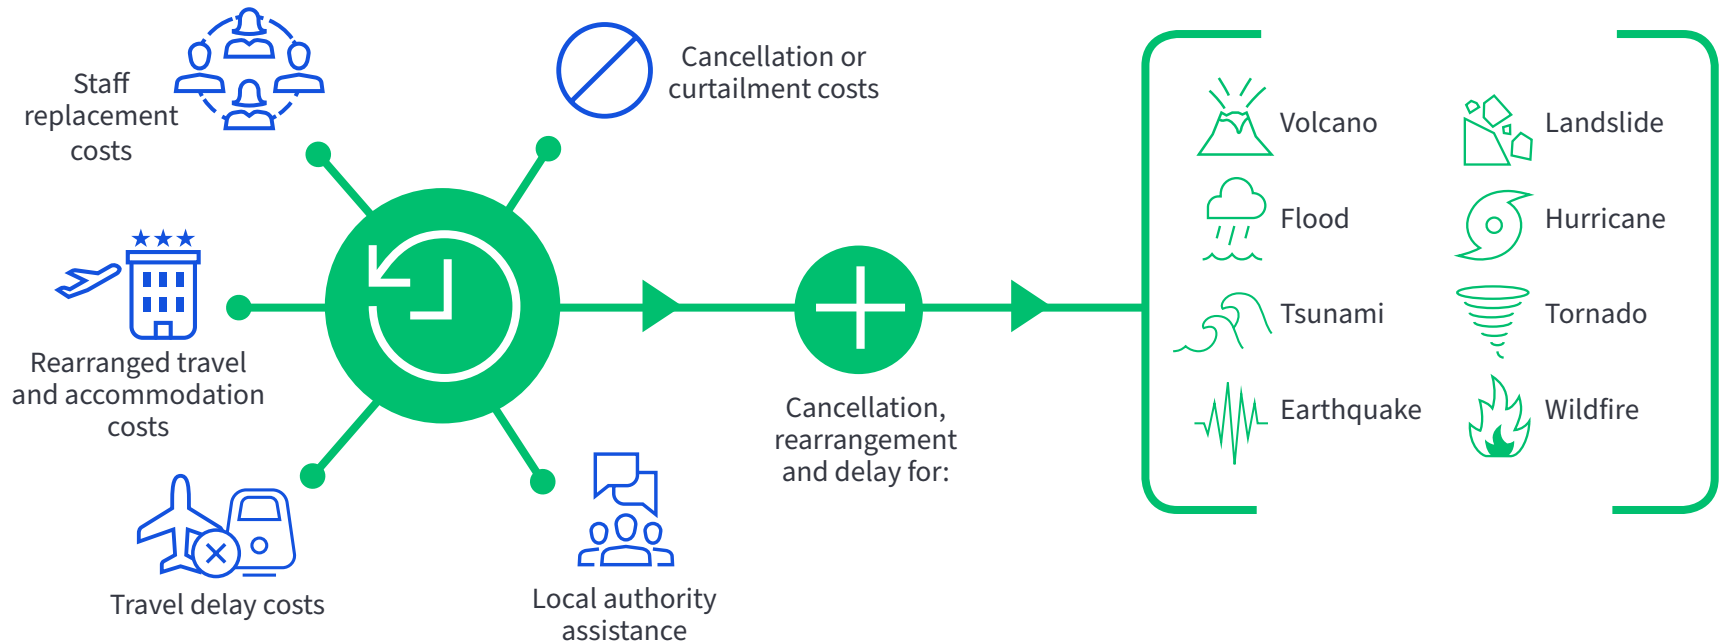 Staff
replacement
costs
Cancellation or
curtailment costs
Rearranged travel
and accommodation
costs
Travel delay costs
Local authority
assistance
Cancellation,
rearrangement
and delay for:
Volcano
Landslide
Flood
Hurricane
Tsunami
Tornado
Earthquake
Wildfire